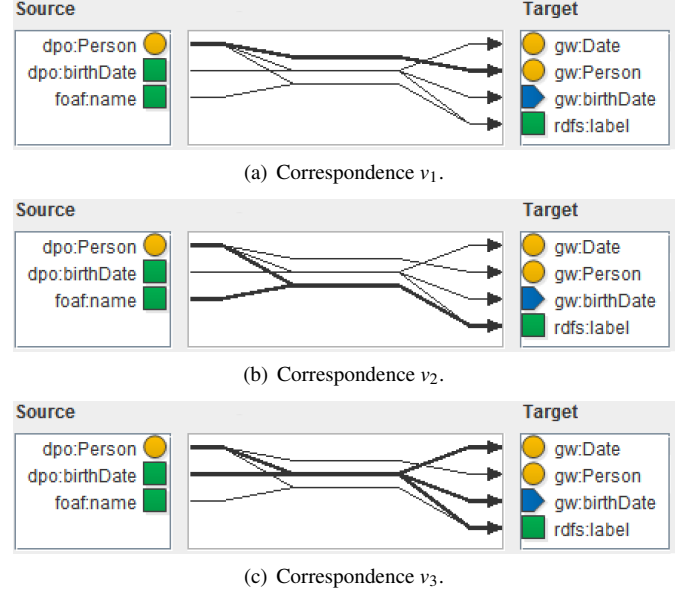 Source Target
dpo:Person gw:Date
dpo:birthDate gw:Person
foaf:name gw:birthDate
rdfs:label
(a) Correspondence v1.
Source Target
dpo:Person gw:Date
dpo:birthDate gw:Person
foaf:name gw:birthDate
rdfs:label
(b) Correspondence v2.
Source Target
dpo:Person gw:Date
dpo:birthDate gw:Person
foaf:name gw:birthDate
rdfs:label
(c) Correspondence v3.